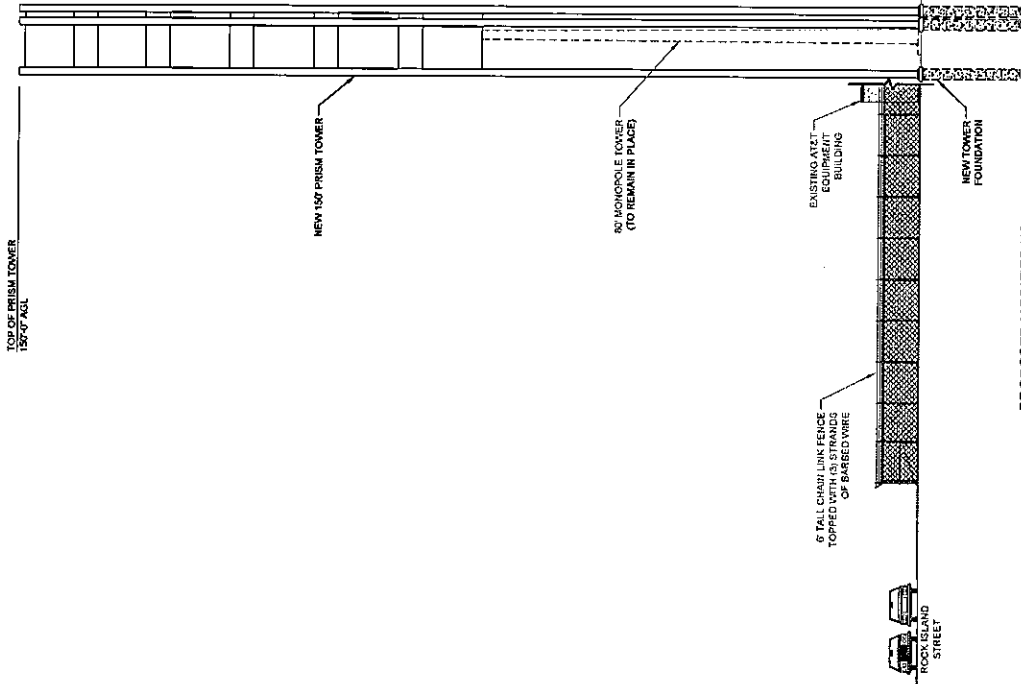 TOP OF PRISM TOWER
150'-0" AGL
NEW 150' PRISM TOWER
80' MONOPOLE TOWER
(TO REMAIN IN PLACE)
EXISTING AT&T
EQUIPMENT
BUILDING
6' TALL CHAIN LINK FENCE
TOPPED WITH (3) STRANDS
OF BARBED WIRE
NEW TOWER
FOUNDATION
ROCK ISLAND
STREET